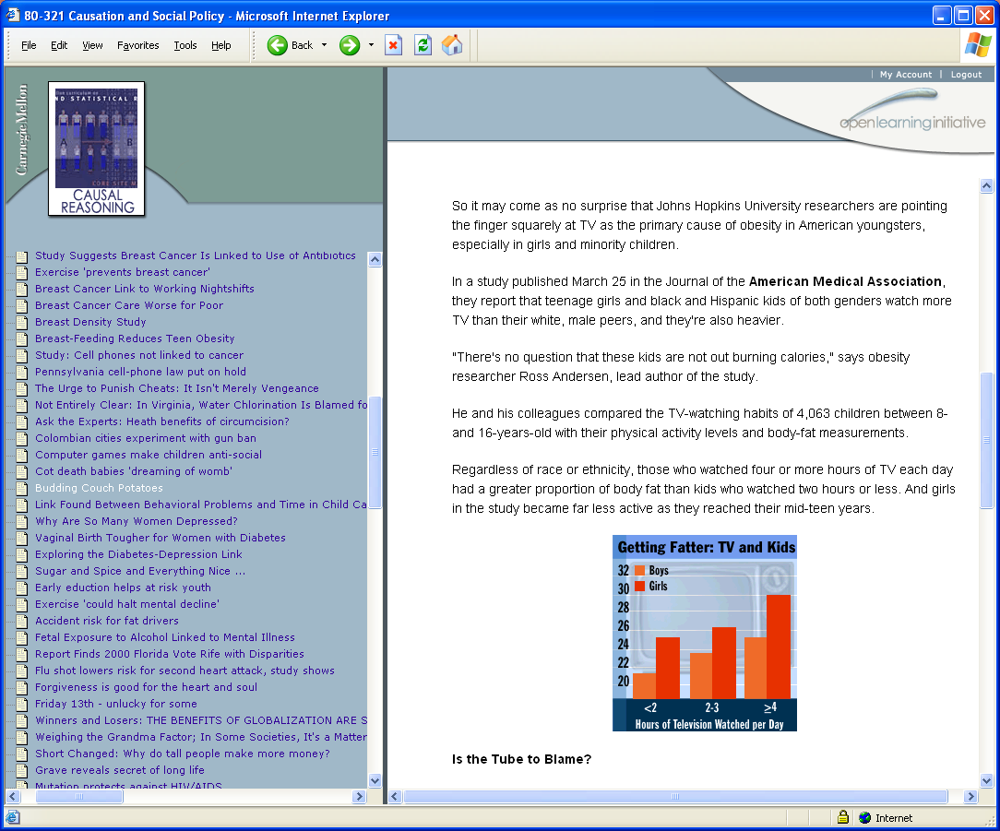 80-321 Causation and Social Policy - Microsoft Internet Explorer
File Edit View Favorites Tools Help
Back
My Account | Logout
Carnegie Mellon
CAUSAL
REASONING
openlearninginitiative
Study Suggests Breast Cancer Is Linked to Use of Antibiotics
Exercise 'prevents breast cancer'
Breast Cancer Link to Working Nightshifts
Breast Cancer Care Worse for Poor
Breast Density Study
Breast-Feeding Reduces Teen Obesity
Study: Cell phones not linked to cancer
Pennsylvania cell-phone law put on hold
The Urge to Punish Cheats: It Isn't Merely Vengeance
Not Entirely Clear: In Virginia, Water Chlorination Is Blamed fo
Ask the Experts: Heath benefits of circumcision?
Colombian cities experiment with gun ban
Computer games make children anti-social
Cot death babies 'dreaming of womb'
Budding Couch Potatoes
Link Found Between Behavioral Problems and Time in Child Ca
Why Are So Many Women Depressed?
Vaginal Birth Tougher for Women with Diabetes
Exploring the Diabetes-Depression Link
Sugar and Spice and Everything Nice ...
Early eduction helps at risk youth
Exercise 'could halt mental decline'
Accident risk for fat drivers
Fetal Exposure to Alcohol Linked to Mental Illness
Report Finds 2000 Florida Vote Rife with Disparities
Flu shot lowers risk for second heart attack, study shows
Forgiveness is good for the heart and soul
Friday 13th - unlucky for some
Winners and Losers: THE BENEFITS OF GLOBALIZATION ARE S
Weighing the Grandma Factor; In Some Societies, It's a Matter
Short Changed: Why do tall people make more money?
Grave reveals secret of long life
Mutation protects against HIV/AIDS
So it may come as no surprise that Johns Hopkins University researchers are pointing
the finger squarely at TV as the primary cause of obesity in American youngsters,
especially in girls and minority children.
In a study published March 25 in the Journal of the American Medical Association,
they report that teenage girls and black and Hispanic kids of both genders watch more
TV than their white, male peers, and they're also heavier.
"There's no question that these kids are not out burning calories," says obesity
researcher Ross Andersen, lead author of the study.
He and his colleagues compared the TV-watching habits of 4,063 children between 8-
and 16-years-old with their physical activity levels and body-fat measurements.
Regardless of race or ethnicity, those who watched four or more hours of TV each day
had a greater proportion of body fat than kids who watched two hours or less. And girls
in the study became far less active as they reached their mid-teen years.
Getting Fatter: TV and Kids
32
30
28
26
24
22
20
Boys
Girls
<2 2-3 ≥4
Hours of Television Watched per Day
Is the Tube to Blame?
Internet